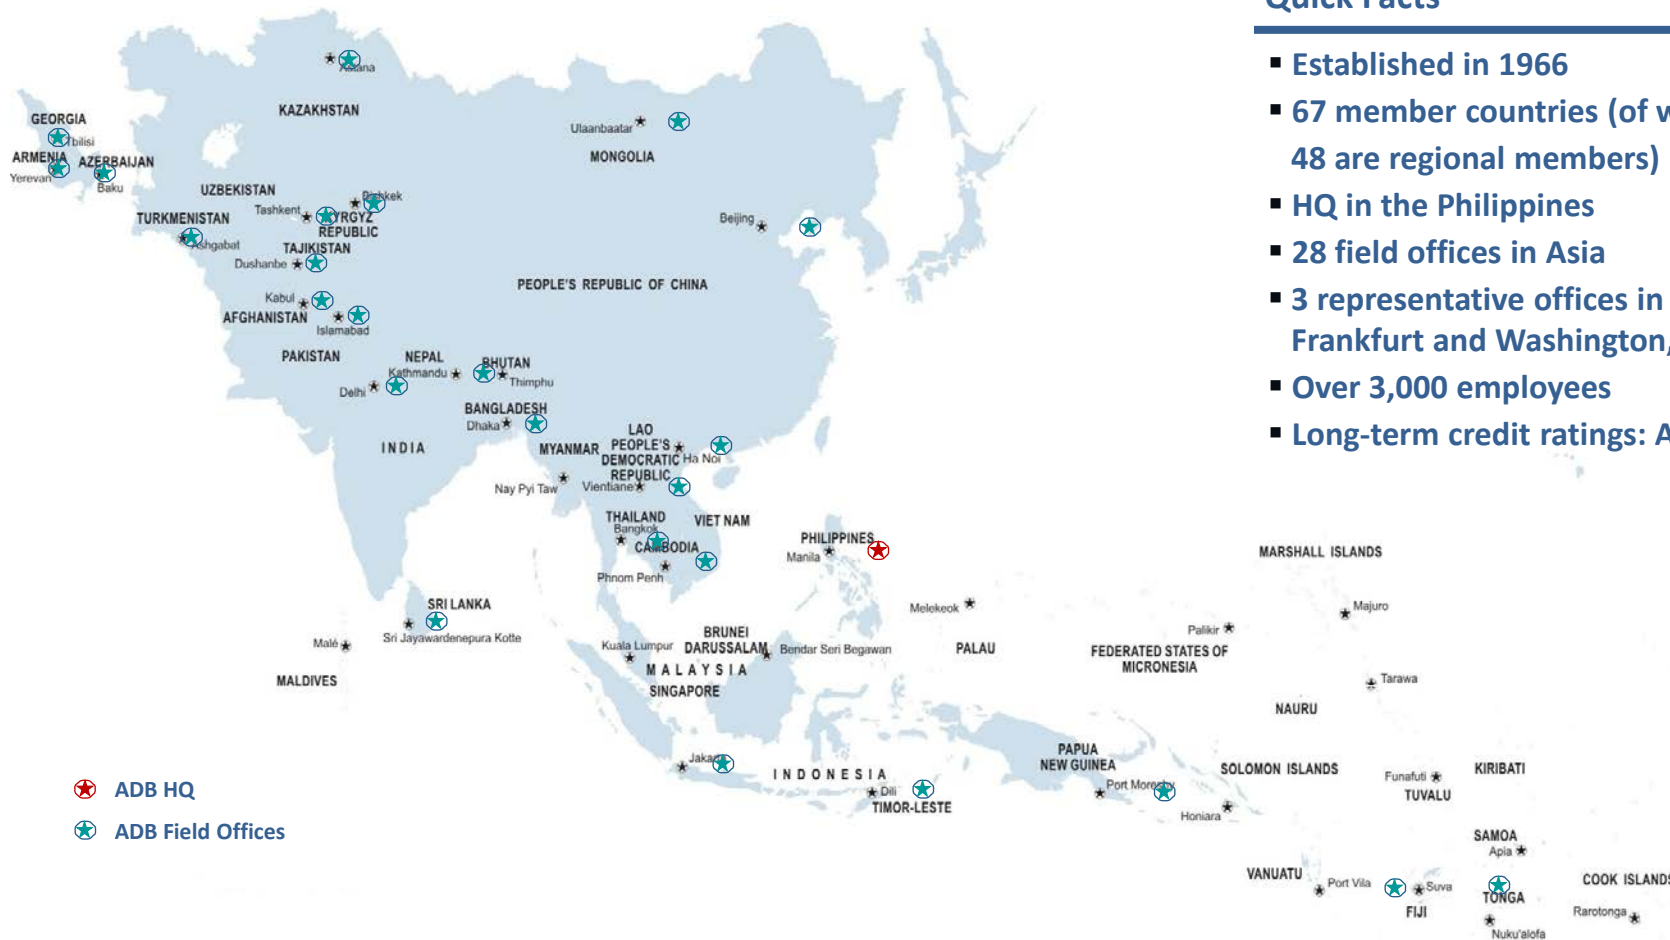 Quick Facts
Established in 1966
67 member countries (of
48 are regional members)
HQ in the Philippines
28 field offices in Asia
3 representative offices in
Frankfurt and Washington,
Over 3,000 employees
Long-term credit ratings:
Astana
KAZAKHSTAN
GEORGIA
Tbilisi
ARMENIA
AZERBAIJAN
Yerevan
Baku
Ulaanbaatar
MONGOLIA
UZBEKISTAN
Bishkek
Tashkent
KYRGYZ
REPUBLIC
TURKMENISTAN
Ashgabat
TAJIKISTAN
Dushanbe
Beijing
PEOPLE'S REPUBLIC OF CHINA
Kabul
AFGHANISTAN
Islamabad
PAKISTAN
NEPAL
Kathmandu
BHUTAN
Thimphu
Delhi
BANGLADESH
Dhaka
INDIA
MYANMAR
LAO
PEOPLE'S
DEMOCRATIC
REPUBLIC
Ha Noi
Nay Pyi Taw
Vientiane
THAILAND
Bangkok
VIET NAM
CAMBODIA
Phnom Penh
PHILIPPINES
Manila
MARSHALL ISLANDS
Majuro
SRI LANKA
Sri Jayawardenepura Kotte
Malé
MALDIVES
Melekeok
PALAU
Palikir
FEDERATED STATES OF
MICRONESIA
Kuala Lumpur
BRUNEI
DARUSSALAM
Bendar Seri Begawan
MALAYSIA
SINGAPORE
Tarawa
NAURU
Jakarta
INDONESIA
Dili
TIMOR-LESTE
PAPUA
NEW GUINEA
Port Moresby
SOLOMON ISLANDS
Honiara
Funafuti
TUVALU
KIRIBATI
SAMOA
Apia
VANUATU
Port Vila
Suva
FIJI
TONGA
Nuku'alofa
COOK ISLANDS
Rarotonga
ADB HQ
ADB Field Offices